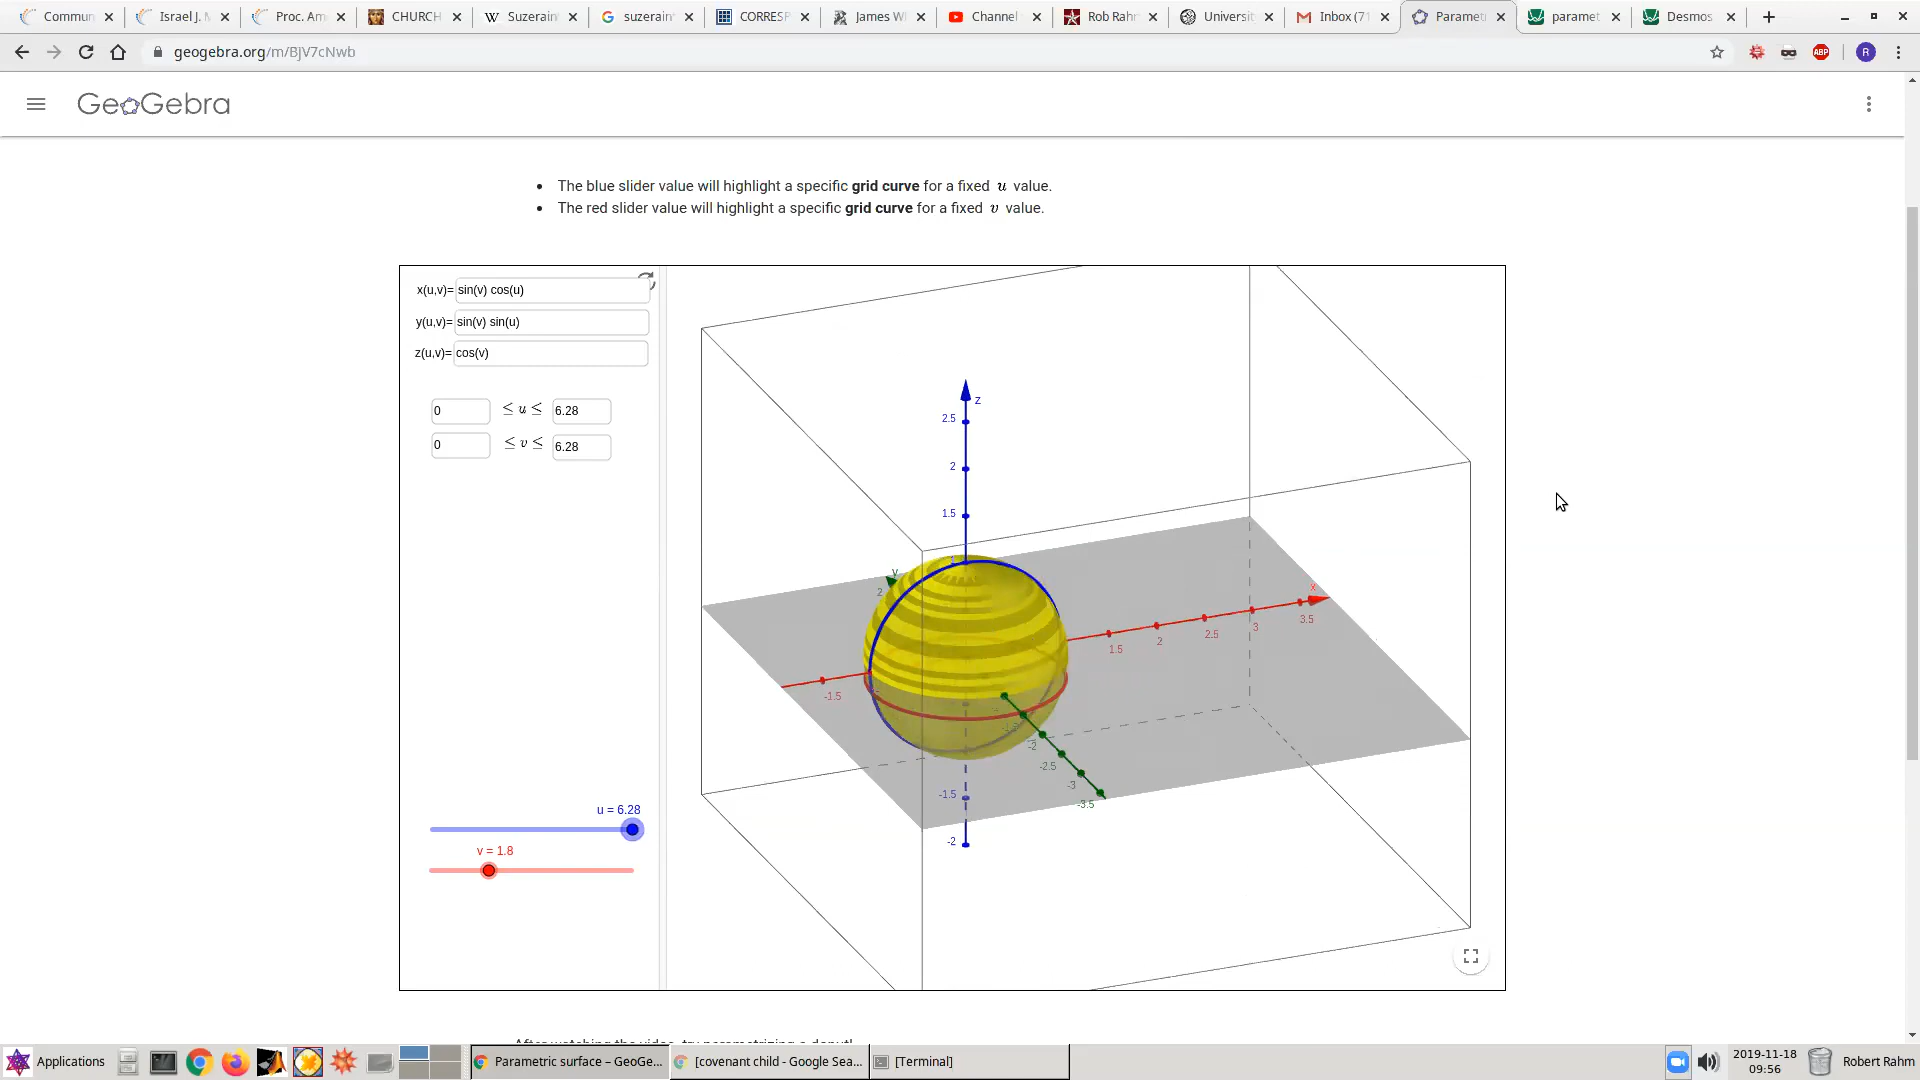 Commun
Israel J. M
Proc. Am
CHURCH
Suzerain
suzerain
CORRESP
James W
Channel
Rob Rahm
Universit
Inbox (71
Paramet
paramet
Desmos
geogebra.org/m/BJV7cNwb
ABP
R
GeoGebra
• The blue slider value will highlight a specific grid curve for a fixed u value.
• The red slider value will highlight a specific grid curve for a fixed v value.
x(u,v)= sin(v) cos(u)
y(u,v)= sin(v) sin(u)
z(u,v)= cos(v)
0 ≤ u ≤ 6.28
0 ≤ v ≤ 6.28
u = 6.28
v = 1.8
z
2.5
2
1.5
1
-1.5
-2
y
2
-2
-2.5
-3
-3.5
x
-1.5
1.5
2
2.5
3
3.5
Applications
Parametric surface – GeoGe...
[covenant child - Google Sea...
[Terminal]
2019-11-18
09:56
Robert Rahm